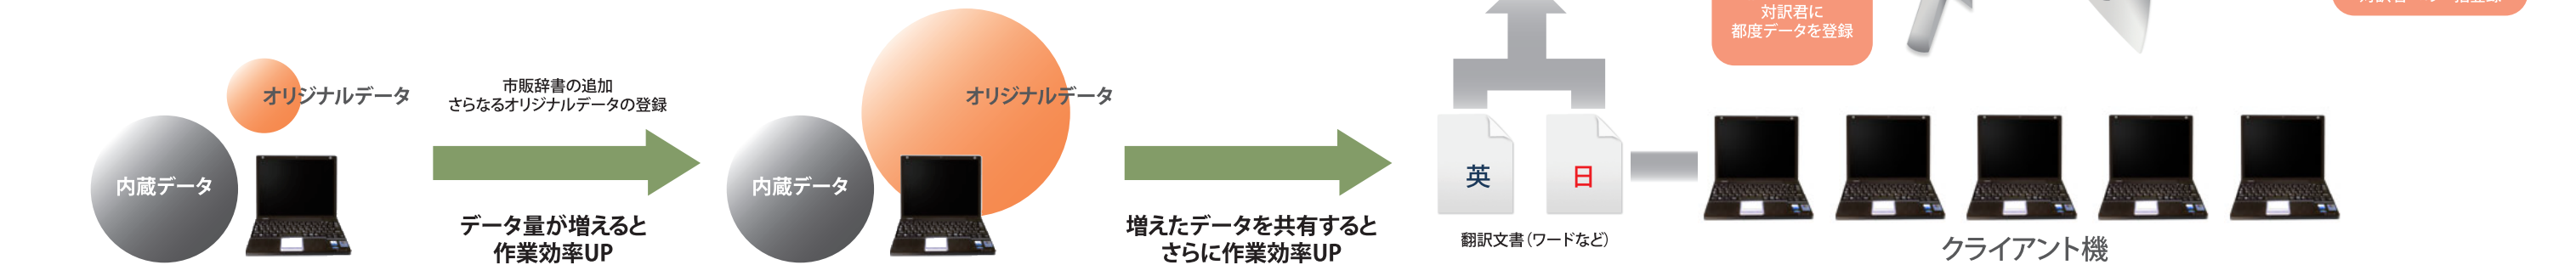 オリジナルデータ
内蔵データ
市販辞書の追加
さらなるオリジナルデータの登録
データ量が増えると
作業効率UP
オリジナルデータ
内蔵データ
増えたデータを共有すると
さらに作業効率UP
英
日
翻訳文書（ワードなど）
対訳君に
都度データを登録
クライアント機